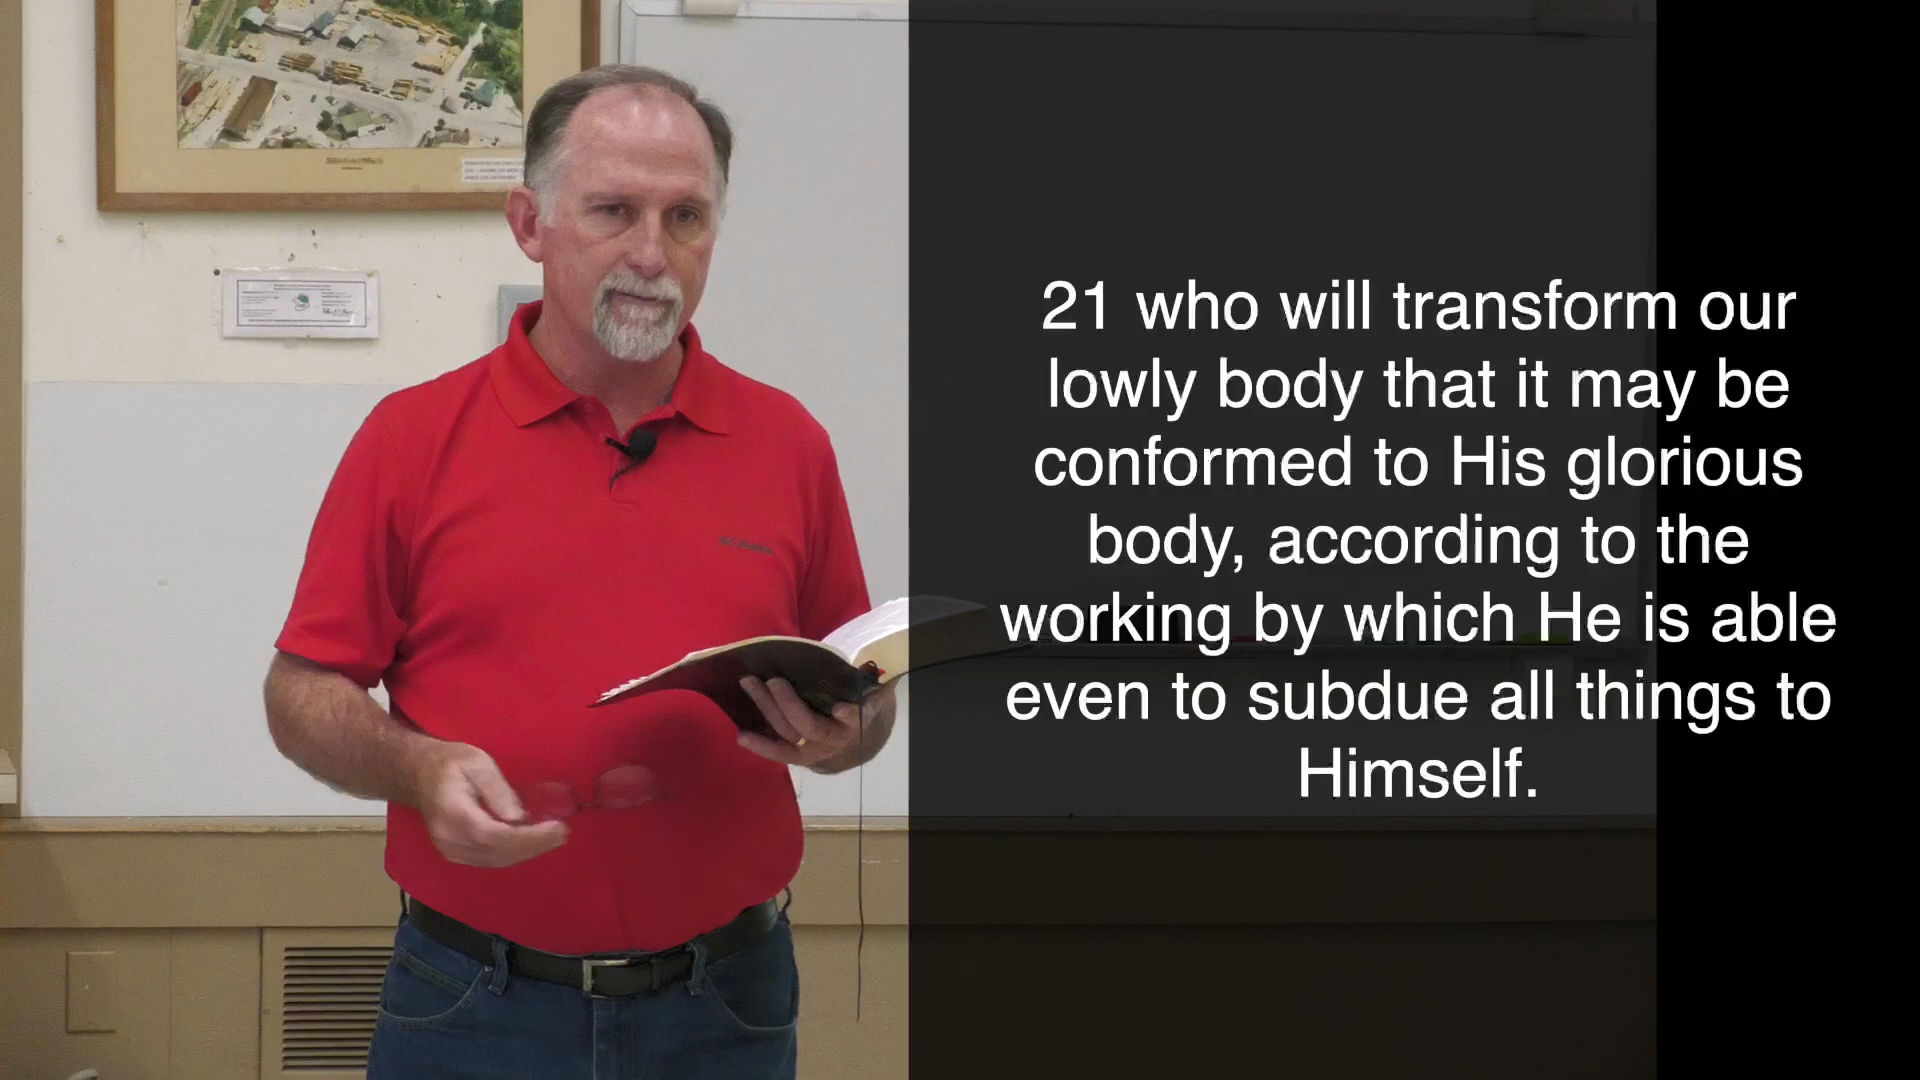 21 who will transform our
lowly body that it may be
conformed to His glorious
body, according to the
working by which He is able
even to subdue all things to
Himself.